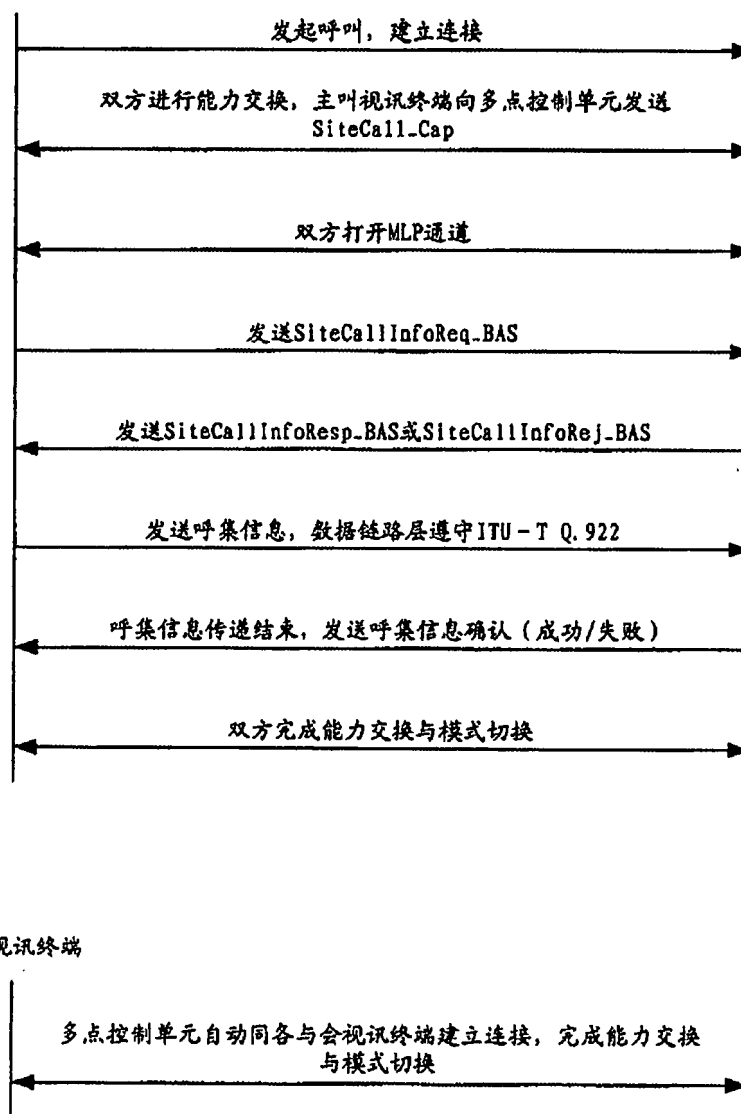 发起呼叫，建立连接
双方进行能力交换，主叫视讯终端向多点控制单元发送
SiteCall_Cap
双方打开MLP通道
发送SiteCallInfoReq_BAS
发送SiteCallInfoResp_BAS或SiteCallInfoRej_BAS
发送呼集信息，数据链路层遵守ITU-T Q.922
呼集信息传递结束，发送呼集信息确认（成功/失败）
双方完成能力交换与模式切换
视讯终端
多点控制单元自动同各与会视讯终端建立连接，完成能力交换
与模式切换